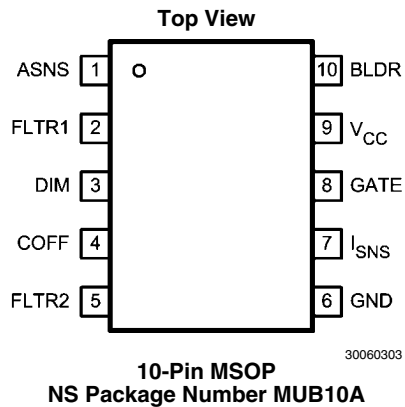 Top View
ASNS 1 10 BLDR
FLTR1 2 9 VCC
DIM 3 8 GATE
COFF 4 7 ISNS
FLTR2 5 6 GND
30060303
10-Pin MSOP
NS Package Number MUB10A